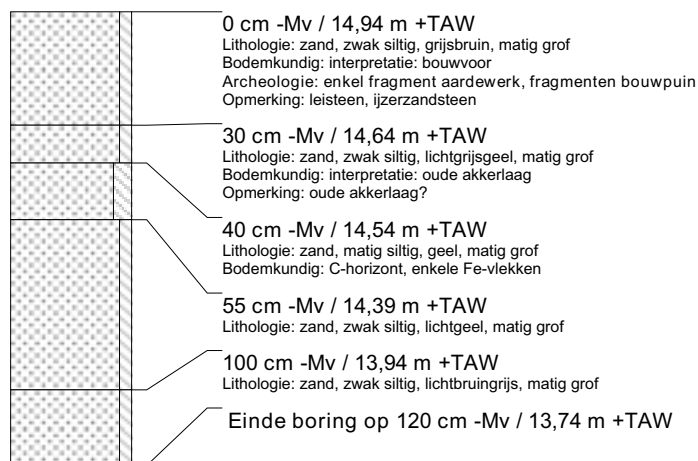 0 cm -Mv / 14,94 m +TAW
Lithologie: zand, zwak siltig, grijsbruin, matig grof
Bodemkundig: interpretatie: bouwvoor
Archeologie: enkel fragment aardewerk, fragmenten bouwpuin
Opmerking: leisteen, ijzerzandsteen
30 cm -Mv / 14,64 m +TAW
Lithologie: zand, zwak siltig, lichtgrijsgeel, matig grof
Bodemkundig: interpretatie: oude akkerlaag
Opmerking: oude akkerlaag?
40 cm -Mv / 14,54 m +TAW
Lithologie: zand, matig siltig, geel, matig grof
Bodemkundig: C-horizont, enkele Fe-vlekken
55 cm -Mv / 14,39 m +TAW
Lithologie: zand, zwak siltig, lichtgeel, matig grof
100 cm -Mv / 13,94 m +TAW
Lithologie: zand, zwak siltig, lichtbruingrijs, matig grof
Einde boring op 120 cm -Mv / 13,74 m +TAW